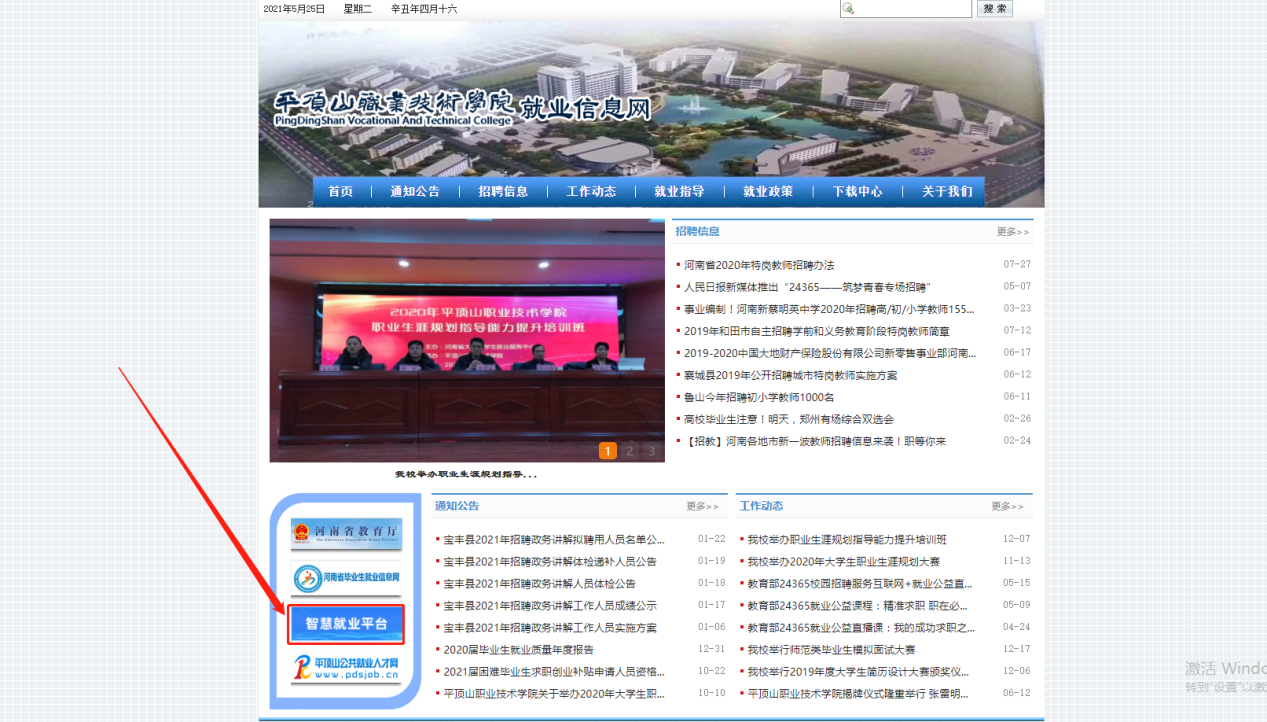 2021年5月25日 星期二 辛丑年四月十六
搜 索
平顶山職業技術學院 就业信息网
PingDingShan Vocational And Technical College
首页 通知公告 招聘信息 工作动态 就业指导 就业政策 下载中心 关于我们
2020年平顶山职业技术学院
职业生涯规划指导能力提升培训班
1 2 3
我校举办职业生涯规划指导...
招聘信息 更多>>
河南省2020年特岗教师招聘办法 07-27
人民日报新媒体推出“24365——筑梦青春专场招聘” 05-07
事业编制！河南新蔡明英中学2020年招聘高/初/小学教师155... 03-23
2019年和田市自主招聘学前和义务教育阶段特岗教师简章 07-12
2019-2020中国大地财产保险股份有限公司新零售事业部河南... 06-17
襄城县2019年公开招聘城市特岗教师实施方案 06-12
鲁山今年招聘初小学教师1000名 06-11
高校毕业生注意！明天，郑州有场综合双选会 02-26
【招教】河南各地市新一波教师招聘信息来袭！职等你来 02-24
河南省教育厅
河南省毕业生就业信息网
智慧就业平台
平顶山公共就业人才网
www.pdsjob.cn
通知公告 更多>>
宝丰县2021年招聘政务讲解拟聘用人员名单公... 01-22
宝丰县2021年招聘政务讲解体检递补人员公告 01-19
宝丰县2021年招聘政务讲解人员体检公告 01-18
宝丰县2021年招聘政务讲解工作人员成绩公示 01-17
宝丰县2021年招聘政务讲解工作人员实施方案 01-06
2020届毕业生就业质量年度报告 12-31
2021届困难毕业生求职创业补贴申请人员资格... 10-22
平顶山职业技术学院关于举办2020年大学生职... 10-10
工作动态 更多>>
我校举办职业生涯规划指导能力提升培训班 12-07
我校举办2020年大学生职业生涯规划大赛 11-13
教育部24365校园招聘服务互联网+就业公益直... 05-15
教育部24365就业公益课程：精准求职 职在必... 05-09
教育部24365就业公益直播课：我的成功求职之... 04-24
我校举行师范类毕业生模拟面试大赛 12-17
我校举行2019年度大学生简历设计大赛颁奖仪... 12-06
平顶山职业技术学院揭牌仪式隆重举行 张雷明... 06-12
激活 Windo
转到"设置"以激